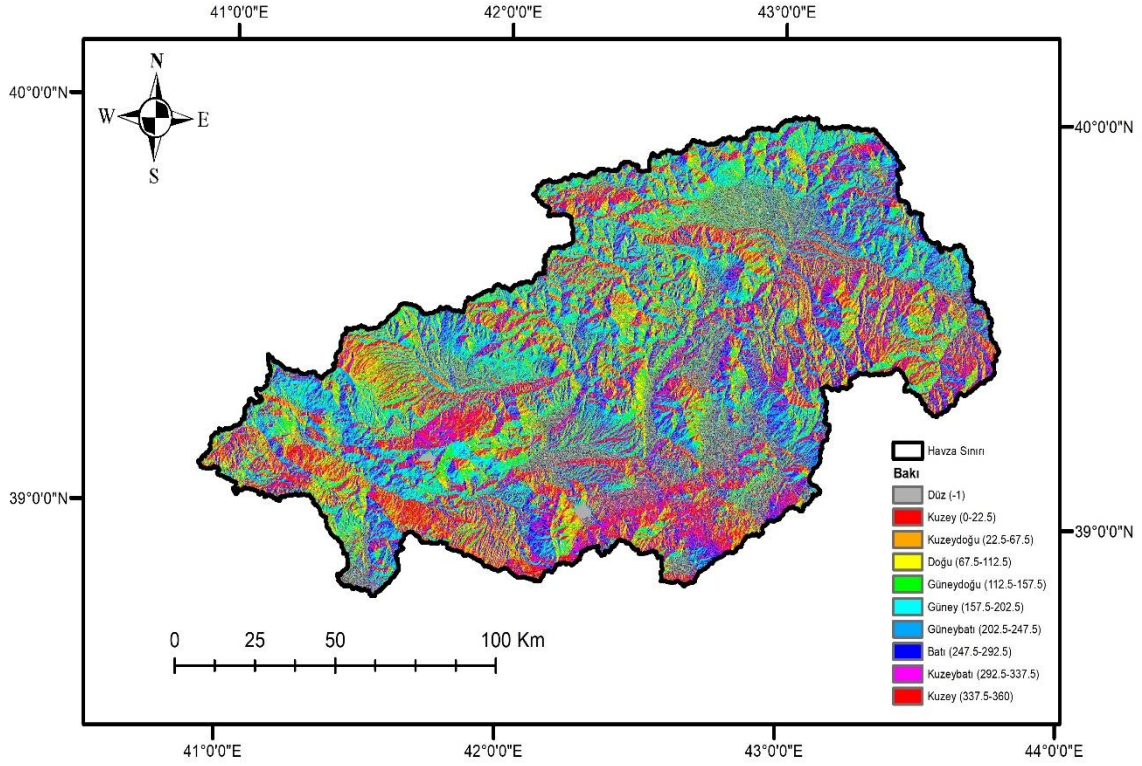 41°0'0"E 42°0'0"E 43°0'0"E
40°0'0"N
40°0'0"N
N
W E
S
39°0'0"N
39°0'0"N
Havza Sınırı
Bakı
Düz (-1)
Kuzey (0-22.5)
Kuzeydoğu (22.5-67.5)
Doğu (67.5-112.5)
Güneydoğu (112.5-157.5)
Güney (157.5-202.5)
Güneybatı (202.5-247.5)
Batı (247.5-292.5)
Kuzeybatı (292.5-337.5)
Kuzey (337.5-360)
0 25 50 100 Km
41°0'0"E 42°0'0"E 43°0'0"E 44°0'0"E